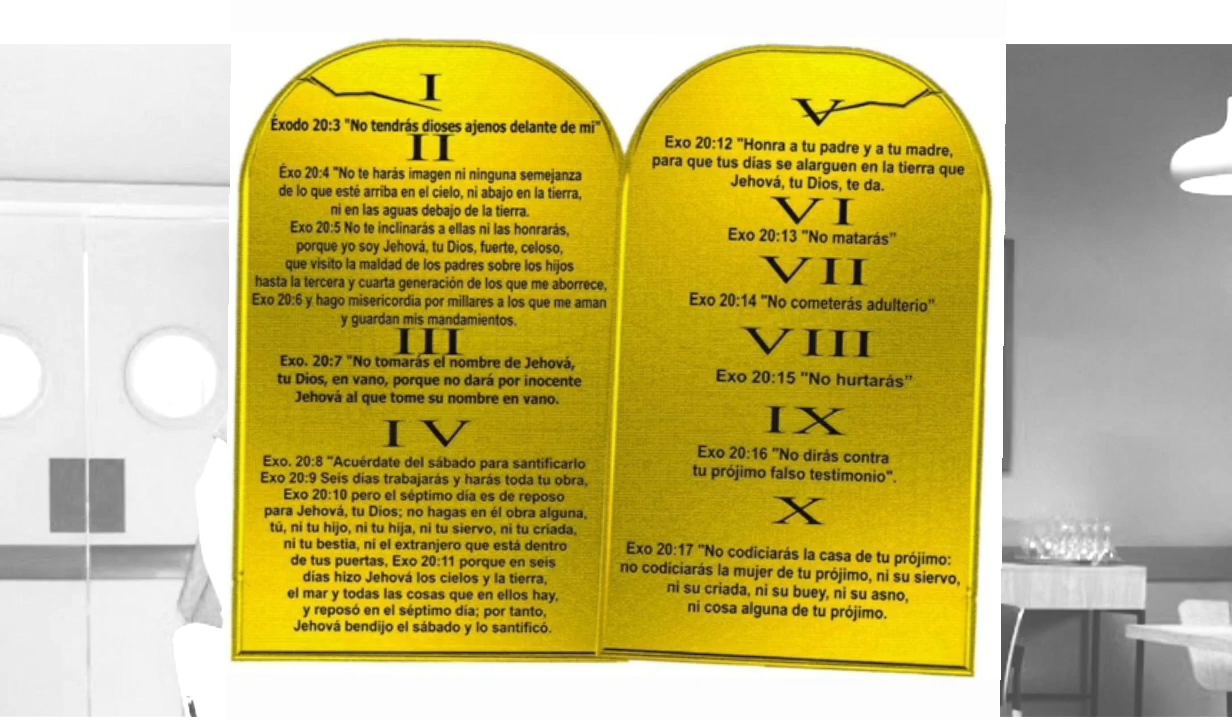 I
Éxodo 20:3 "No tendrás dioses ajenos delante de mí"
II
Éxo 20:4 "No te harás imagen ni ninguna semejanza
de lo que esté arriba en el cielo, ni abajo en la tierra,
ni en las aguas debajo de la tierra.
Exo 20:5 No te inclinarás a ellas ni las honrarás,
porque yo soy Jehová, tu Dios, fuerte, celoso,
que visito la maldad de los padres sobre los hijos
hasta la tercera y cuarta generación de los que me aborrece,
Exo 20:6 y hago misericordia por millares a los que me aman
y guardan mis mandamientos.
III
Exo. 20:7 "No tomarás el nombre de Jehová,
tu Dios, en vano, porque no dará por inocente
Jehová al que tome su nombre en vano.
IV
Exo. 20:8 "Acuérdate del sábado para santificarlo
Exo 20:9 Seis días trabajarás y harás toda tu obra,
Exo 20:10 pero el séptimo día es de reposo
para Jehová, tu Dios; no hagas en él obra alguna,
tú, ni tu hijo, ni tu hija, ni tu siervo, ni tu criada,
ni tu bestia, ni el extranjero que está dentro
de tus puertas, Exo 20:11 porque en seis
días hizo Jehová los cielos y la tierra,
el mar y todas las cosas que en ellos hay,
y reposó en el séptimo día; por tanto,
Jehová bendijo el sábado y lo santificó.
V
Exo 20:12 "Honra a tu padre y a tu madre,
para que tus días se alarguen en la tierra que
Jehová, tu Dios, te da.
VI
Exo 20:13 "No matarás"
VII
Exo 20:14 "No cometerás adulterio"
VIII
Exo 20:15 "No hurtarás"
IX
Exo 20:16 "No dirás contra
tu prójimo falso testimonio".
X
Exo 20:17 "No codiciarás la casa de tu prójimo:
no codiciarás la mujer de tu prójimo, ni su siervo,
ni su criada, ni su buey, ni su asno,
ni cosa alguna de tu prójimo.